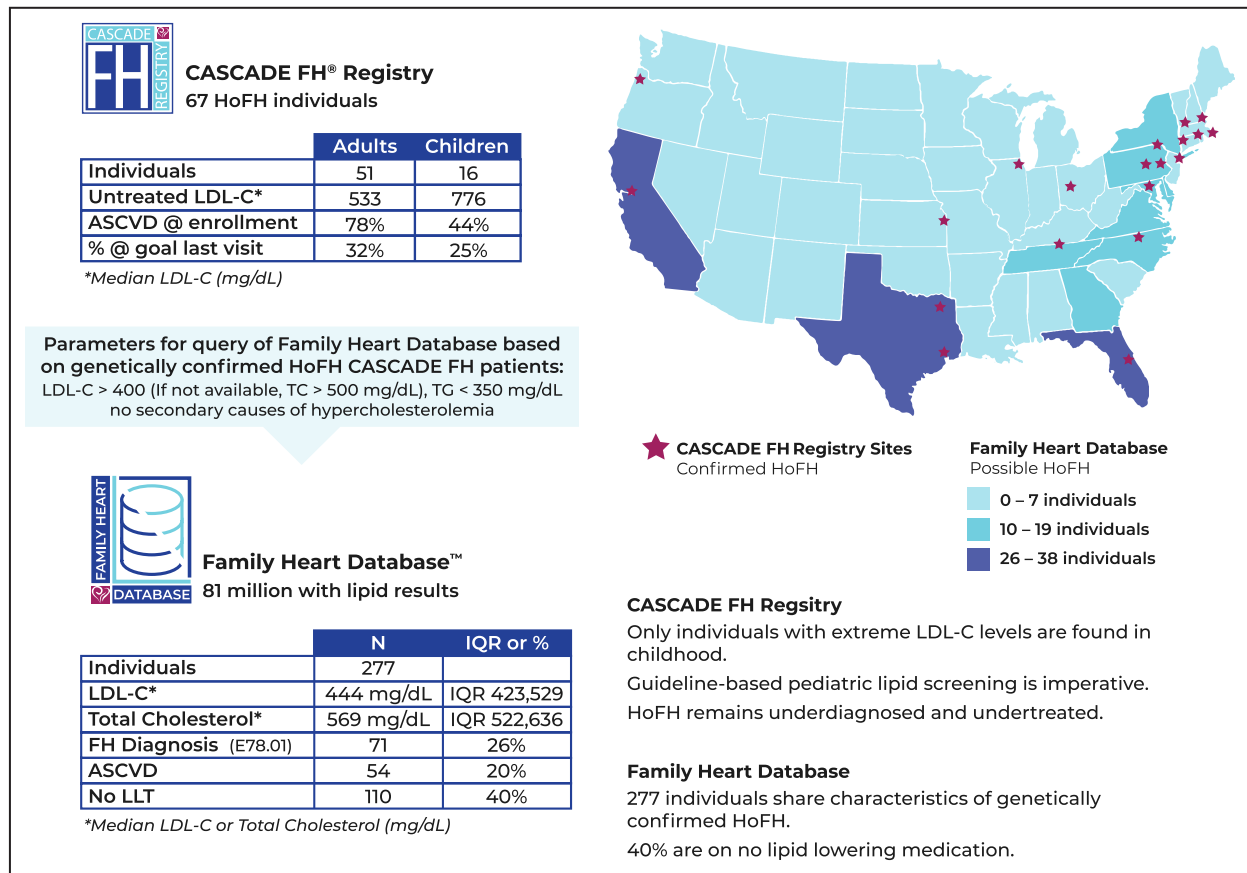 CASCADE
FH
REGISTRY
CASCADE FH® Registry
67 HoFH individuals
Adults Children
Individuals 51 16
Untreated LDL-C* 533 776
ASCVD @ enrollment 78% 44%
% @ goal last visit 32% 25%
*Median LDL-C (mg/dL)
Parameters for query of Family Heart Database based
on genetically confirmed HoFH CASCADE FH patients:
LDL-C > 400 (If not available, TC > 500 mg/dL), TG < 350 mg/dL
no secondary causes of hypercholesterolemia
FAMILY HEART
DATABASE
Family Heart Database™
81 million with lipid results
N IQR or %
Individuals 277
LDL-C* 444 mg/dL IQR 423,529
Total Cholesterol* 569 mg/dL IQR 522,636
FH Diagnosis (E78.01) 71 26%
ASCVD 54 20%
No LLT 110 40%
*Median LDL-C or Total Cholesterol (mg/dL)
CASCADE FH Registry Sites
Confirmed HoFH
Family Heart Database
Possible HoFH
0 – 7 individuals
10 – 19 individuals
26 – 38 individuals
CASCADE FH Regsitry
Only individuals with extreme LDL-C levels are found in
childhood.
Guideline-based pediatric lipid screening is imperative.
HoFH remains underdiagnosed and undertreated.
Family Heart Database
277 individuals share characteristics of genetically
confirmed HoFH.
40% are on no lipid lowering medication.